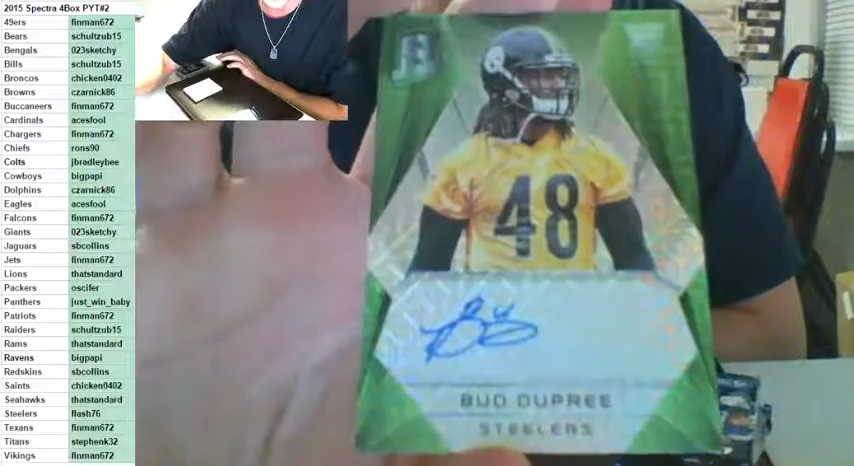 2015 Spectra 4Box PYT#2
49ers finman672
Bears schultzub15
Bengals 023sketchy
Bills schultzub15
Broncos chicken0402
Browns czarnick86
Buccaneers finman672
Cardinals acesfool
Chargers finman672
Chiefs rons90
Colts jbradleybee
Cowboys bigpapi
Dolphins czarnick86
Eagles acesfool
Falcons finman672
Giants 023sketchy
Jaguars sbcollins
Jets finman672
Lions thatstandard
Packers oscifer
Panthers just_win_baby
Patriots finman672
Raiders schultzub15
Rams thatstandard
Ravens bigpapi
Redskins sbcollins
Saints chicken0402
Seahawks thatstandard
Steelers flash76
Texans finman672
Titans stephenk32
Vikings finman672
48
BUD DUPREE
STEELERS